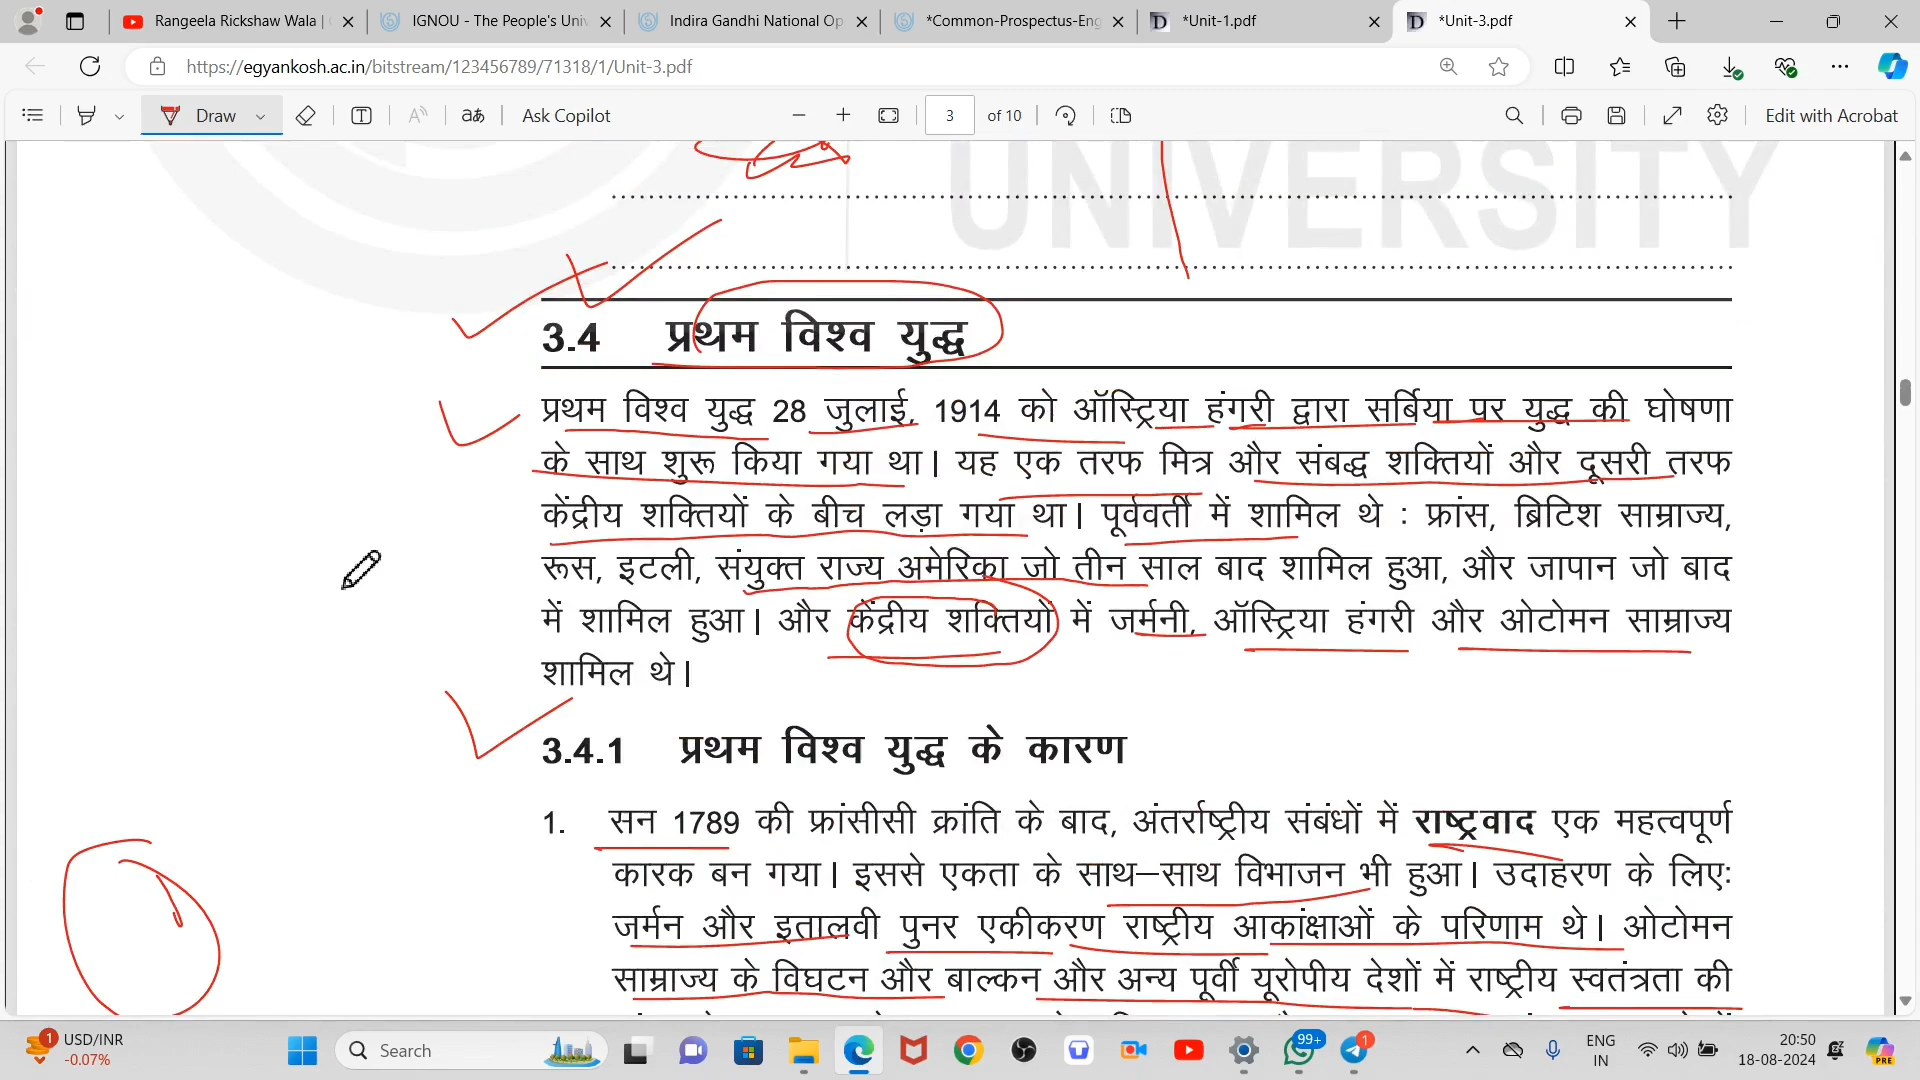 Rangeela Rickshaw Wala |
IGNOU - The People's Uni
Indira Gandhi National Op
*Common-Prospectus-Eng
*Unit-1.pdf
*Unit-3.pdf
https://egyankosh.ac.in/bitstream/123456789/71318/1/Unit-3.pdf
Draw
Ask Copilot
3 of 10
Edit with Acrobat
UNIVERSITY
3.4 प्रथम विश्व युद्ध
प्रथम विश्व युद्ध 28 जुलाई, 1914 को ऑस्ट्रिया हंगरी द्वारा सर्बिया पर युद्ध की घोषणा
के साथ शुरू किया गया था। यह एक तरफ मित्र और संबद्ध शक्तियों और दूसरी तरफ
केंद्रीय शक्तियों के बीच लड़ा गया था। पूर्ववर्ती में शामिल थे : फ्रांस, ब्रिटिश साम्राज्य,
रूस, इटली, संयुक्त राज्य अमेरिका जो तीन साल बाद शामिल हुआ, और जापान जो बाद
में शामिल हुआ। और केंद्रीय शक्तियों में जर्मनी, ऑस्ट्रिया हंगरी और ओटोमन साम्राज्य
शामिल थे।
3.4.1 प्रथम विश्व युद्ध के कारण
1. सन 1789 की फ्रांसीसी क्रांति के बाद, अंतर्राष्ट्रीय संबंधों में राष्ट्रवाद एक महत्वपूर्ण
कारक बन गया। इससे एकता के साथ–साथ विभाजन भी हुआ। उदाहरण के लिए:
जर्मन और इतालवी पुनर एकीकरण राष्ट्रीय आकांक्षाओं के परिणाम थे। ओटोमन
साम्राज्य के विघटन और बाल्कन और अन्य पूर्वी यूरोपीय देशों में राष्ट्रीय स्वतंत्रता की
1
USD/INR
-0.07%
Search
99+
1
ENG
IN
20:50
18-08-2024
PRE